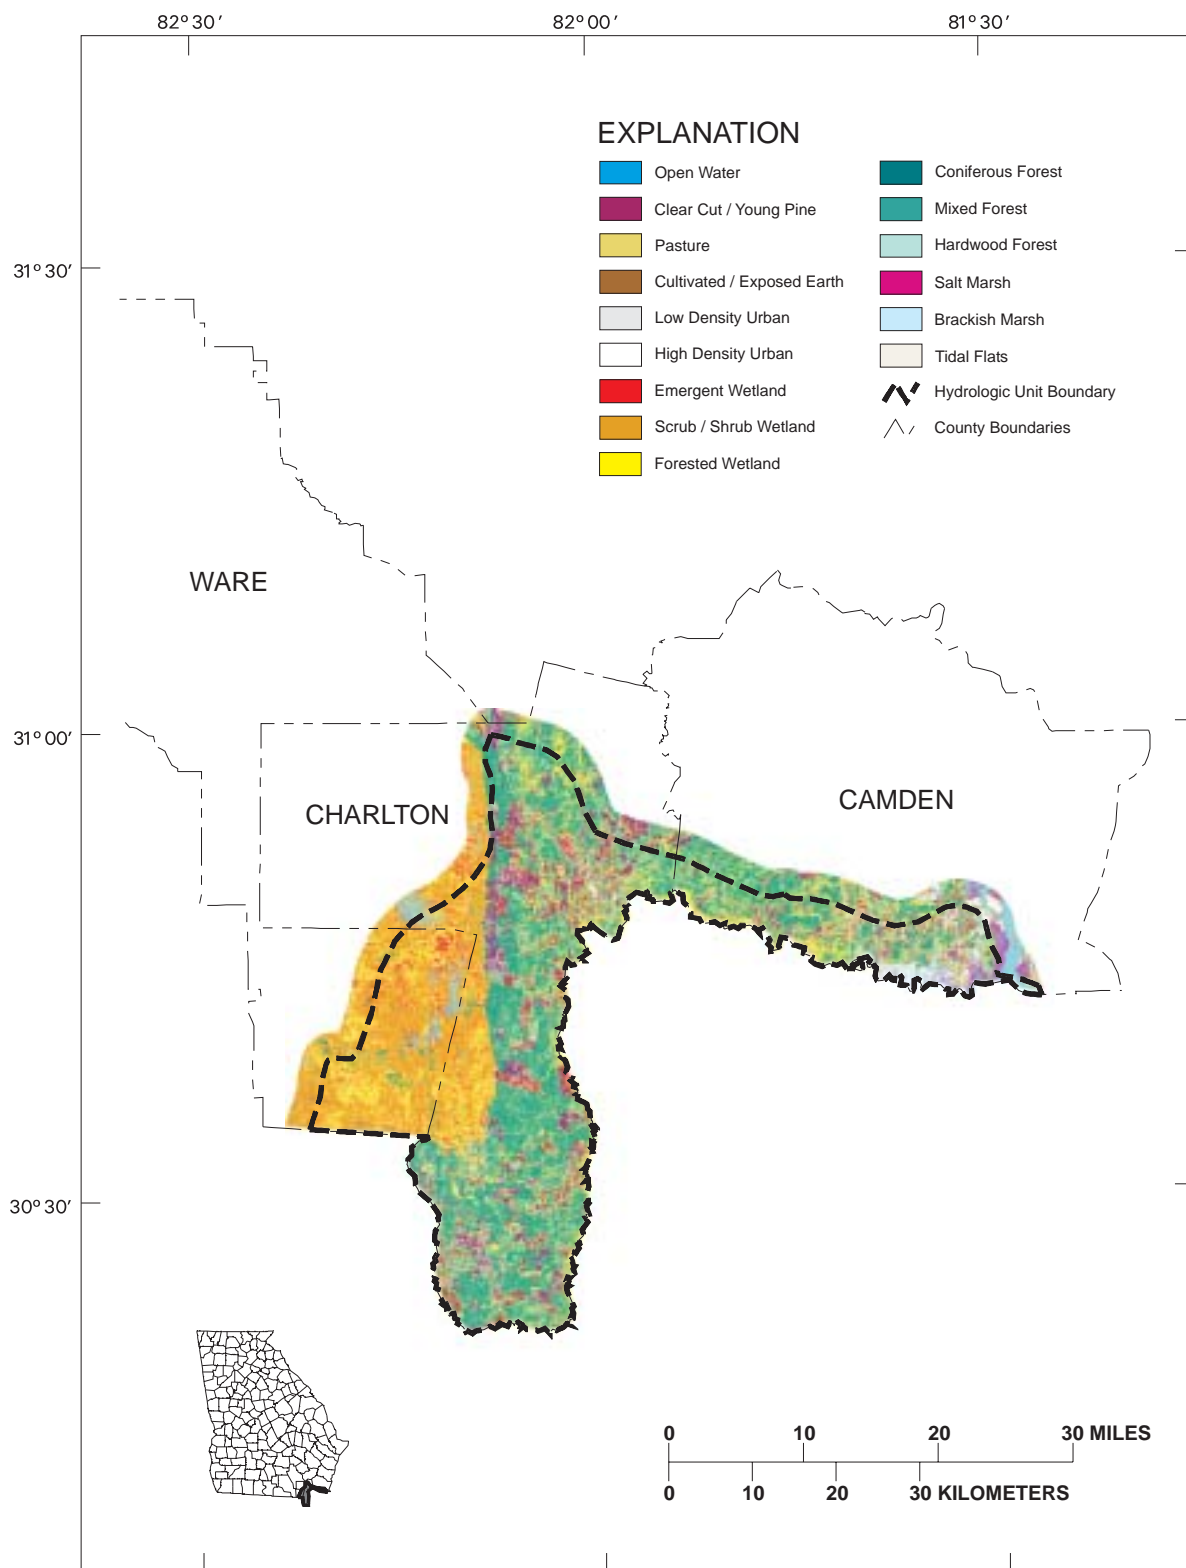 82°30’ 82°00’ 81°30’
EXPLANATION
Open Water
Clear Cut / Young Pine
Pasture
Cultivated / Exposed Earth
Low Density Urban
High Density Urban
Emergent Wetland
Scrub / Shrub Wetland
Forested Wetland
Coniferous Forest
Mixed Forest
Hardwood Forest
Salt Marsh
Brackish Marsh
Tidal Flats
Hydrologic Unit Boundary
County Boundaries
31°30’
WARE
31°00’
CHARLTON
CAMDEN
30°30’
0 10 20 30 MILES
0 10 20 30 KILOMETERS